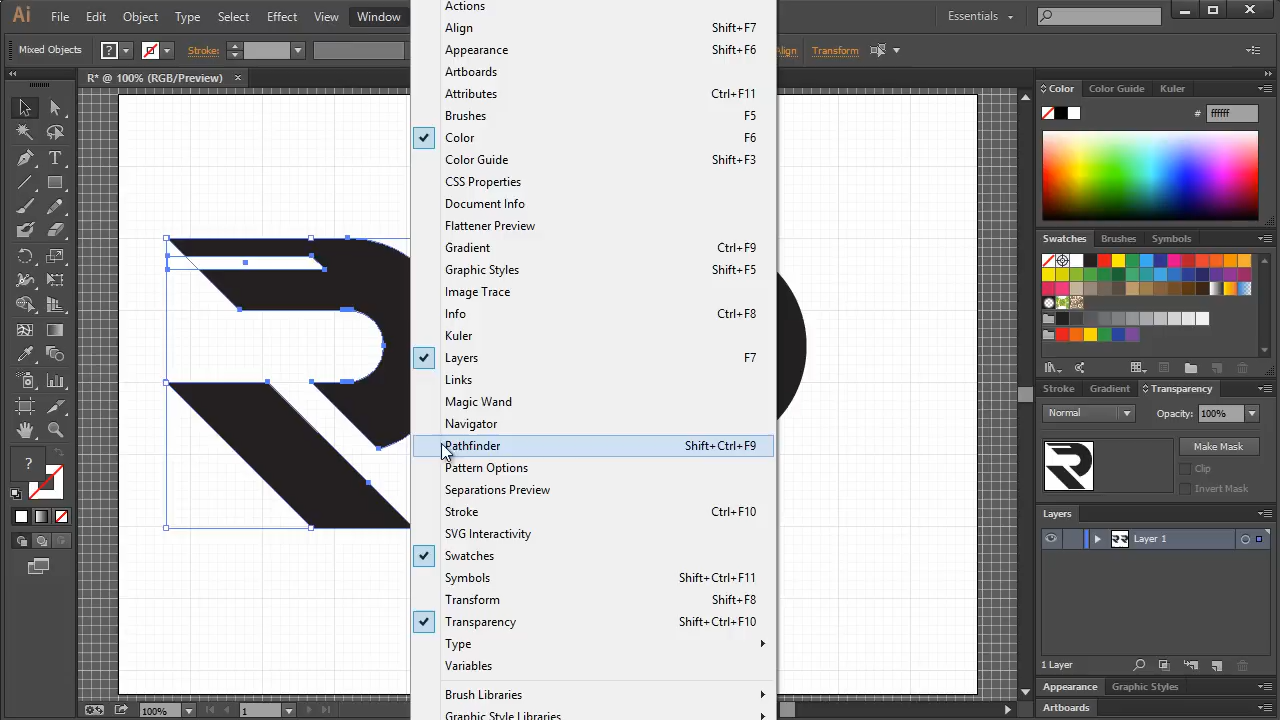 Ai File Edit Object Type Select Effect View Window Essentials
Mixed Objects ? Stroke: Align Transform
R* @ 100% (RGB/Preview) ×
Actions
Align Shift+F7
Appearance Shift+F6
Artboards
Attributes Ctrl+F11
Brushes F5
Color F6
Color Guide Shift+F3
CSS Properties
Document Info
Flattener Preview
Gradient Ctrl+F9
Graphic Styles Shift+F5
Image Trace
Info Ctrl+F8
Kuler
Layers F7
Links
Magic Wand
Navigator
Pathfinder Shift+Ctrl+F9
Pattern Options
Separations Preview
Stroke Ctrl+F10
SVG Interactivity
Swatches
Symbols Shift+Ctrl+F11
Transform Shift+F8
Transparency Shift+Ctrl+F10
Type
Variables
Brush Libraries
Graphic Style Libraries
Color Color Guide Kuler
# ffffff
Swatches Brushes Symbols
Stroke Gradient Transparency
Normal Opacity: 100%
Make Mask
Clip
Invert Mask
Layers
Layer 1
1 Layer
Appearance Graphic Styles
Artboards
?
100% 1